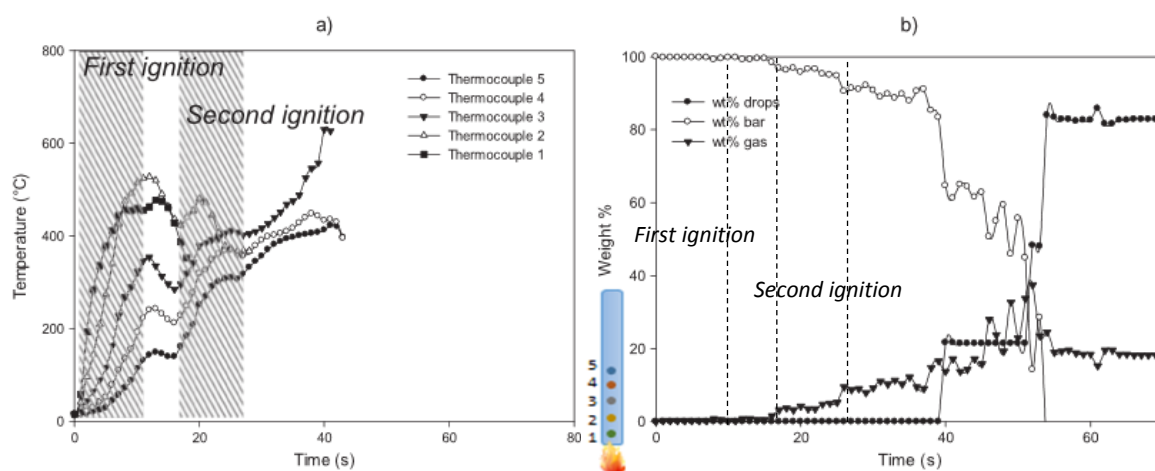 a)
800
600
400
200
0
0
20
40
60
80
Temperature (°C)
Time (s)
First ignition
Second ignition
Thermocouple 5
Thermocouple 4
Thermocouple 3
Thermocouple 2
Thermocouple 1
5
4
3
2
1
b)
100
80
60
40
20
0
0
20
40
60
Weight %
Time (s)
wt% drops
wt% bar
wt% gas
First ignition
Second ignition